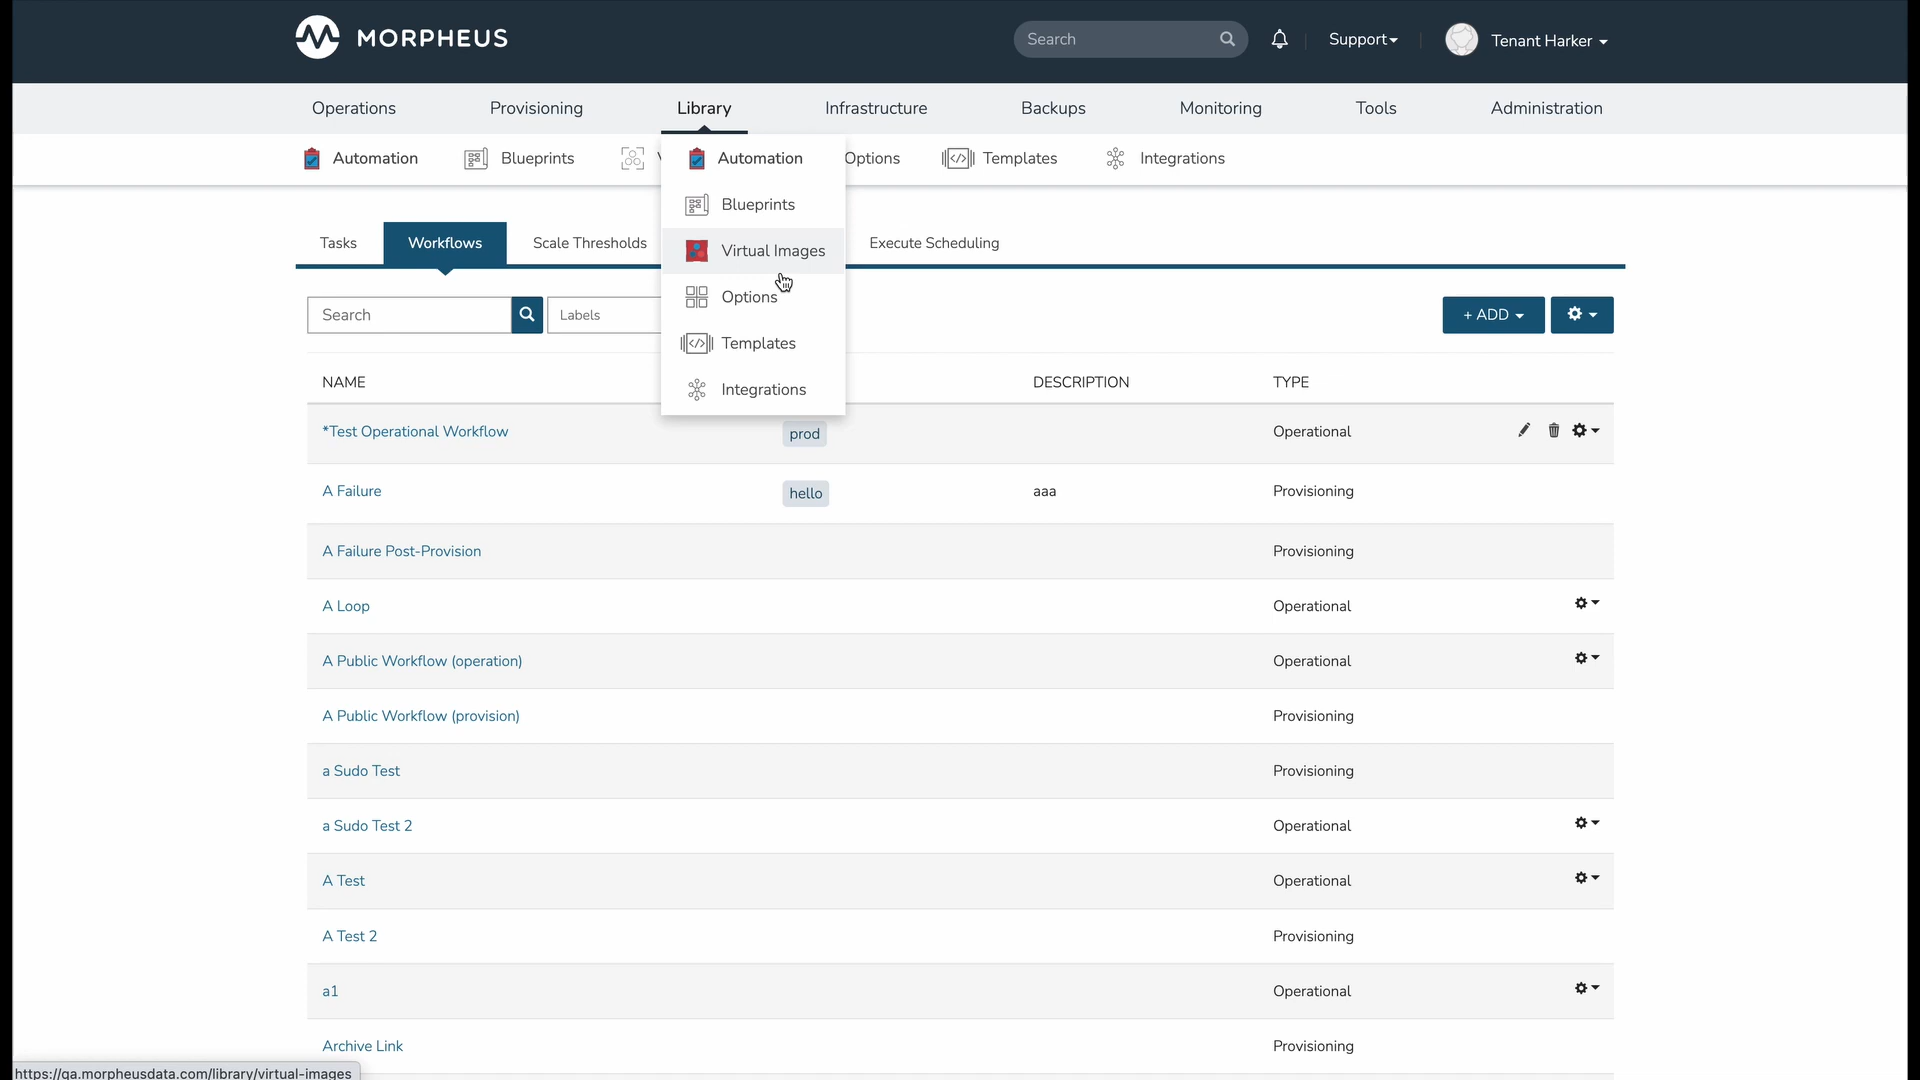 MORPHEUS
Search
Support
Tenant Harker
Operations
Provisioning
Library
Infrastructure
Backups
Monitoring
Tools
Administration
Automation
Blueprints
Options
Templates
Integrations
Automation
Blueprints
Virtual Images
Options
Templates
Integrations
Tasks
Workflows
Scale Thresholds
Execute Scheduling
Search
Labels
+ ADD
NAME
DESCRIPTION
TYPE
*Test Operational Workflow
prod
Operational
A Failure
hello
aaa
Provisioning
A Failure Post-Provision
Provisioning
A Loop
Operational
A Public Workflow (operation)
Operational
A Public Workflow (provision)
Provisioning
a Sudo Test
Provisioning
a Sudo Test 2
Operational
A Test
Operational
A Test 2
Provisioning
a1
Operational
Archive Link
Provisioning
https://qa.morpheusdata.com/library/virtual-images